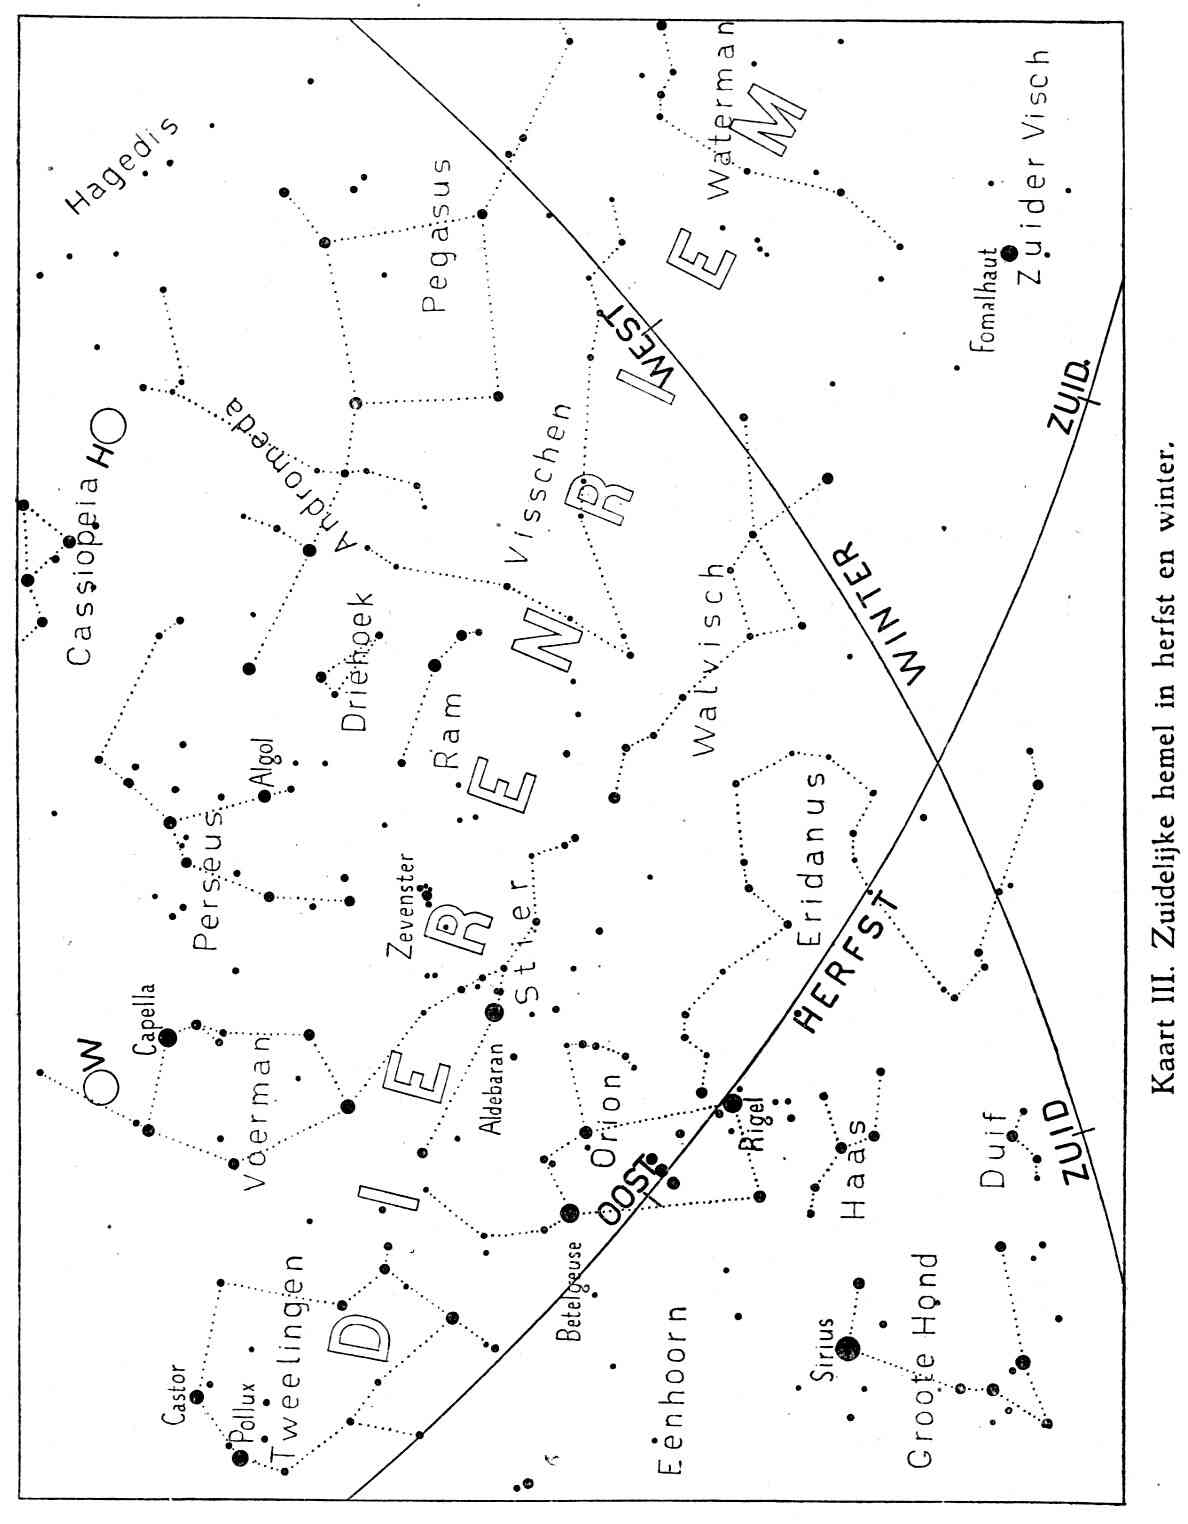 Hagedis
Pegasus
Waterman
Zuider Visch
Fomalhaut
Cassiopeia
H
Andromeda
Visschen
WEST
ZUID.
Driehoek
Ram
Walvisch
WINTER
Algol
Perseus
Zevenster
Stier
Eridanus
HERFST
W
Capella
Voerman
Aldebaran
Orion
Rigel
Haas
Duif
ZUID
OOST
Betelgeuse
Castor
Pollux
Tweelingen
Eenhoorn
Sirius
Groote Hond
DIERENRIEM
Kaart III. Zuidelijke hemel in herfst en winter.